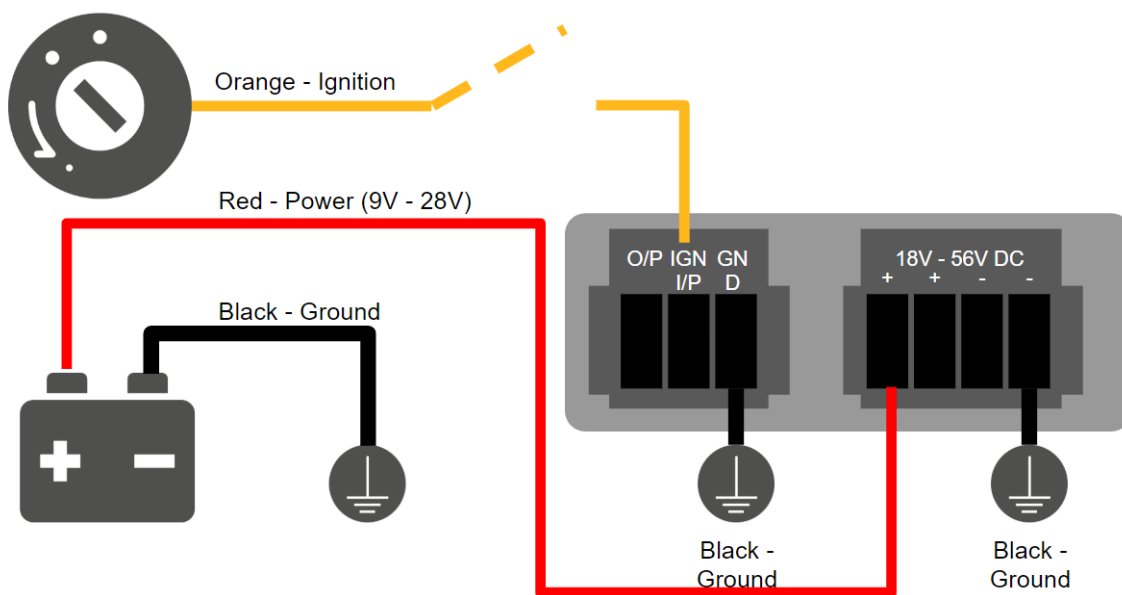 Orange - Ignition
Red - Power (9V - 28V)
Black - Ground
O/P IGN GN
I/P D
18V - 56V DC
+ + - -
+ -
Black -
Ground
Black -
Ground